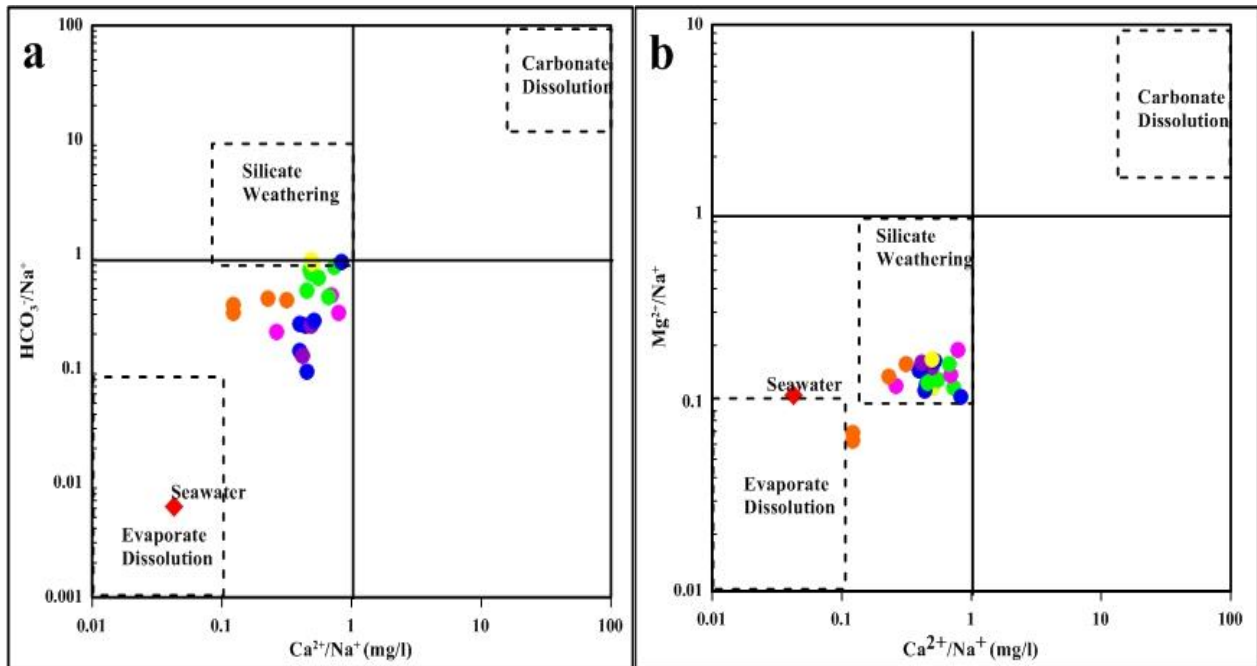 a
100
10
1
0.1
0.01
0.001
HCO₃⁻/Na⁺
Carbonate
Dissolution
Silicate
Weathering
Seawater
Evaporate
Dissolution
0.01
0.1
1
10
100
Ca²⁺/Na⁺ (mg/l)
b
10
1
0.1
0.01
Mg²⁺/Na⁺
Carbonate
Dissolution
Silicate
Weathering
Seawater
Evaporate
Dissolution
0.01
0.1
1
10
100
Ca²⁺/Na⁺ (mg/l)